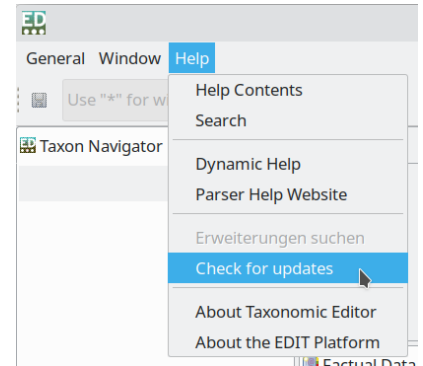 ED
General Window Help
Use "*" for w
Help Contents
Search
Taxon Navigator
Dynamic Help
Parser Help Website
Erweiterungen suchen
Check for updates
About Taxonomic Editor
About the EDIT Platform
Factual Data